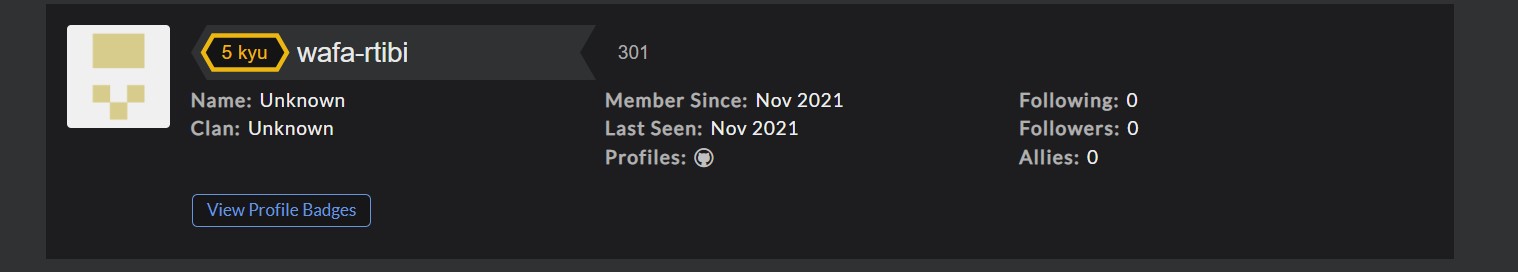 5 kyu wafa-rtibi 301
Name: Unknown Member Since: Nov 2021 Following: 0
Clan: Unknown Last Seen: Nov 2021 Followers: 0
Profiles: Allies: 0
View Profile Badges